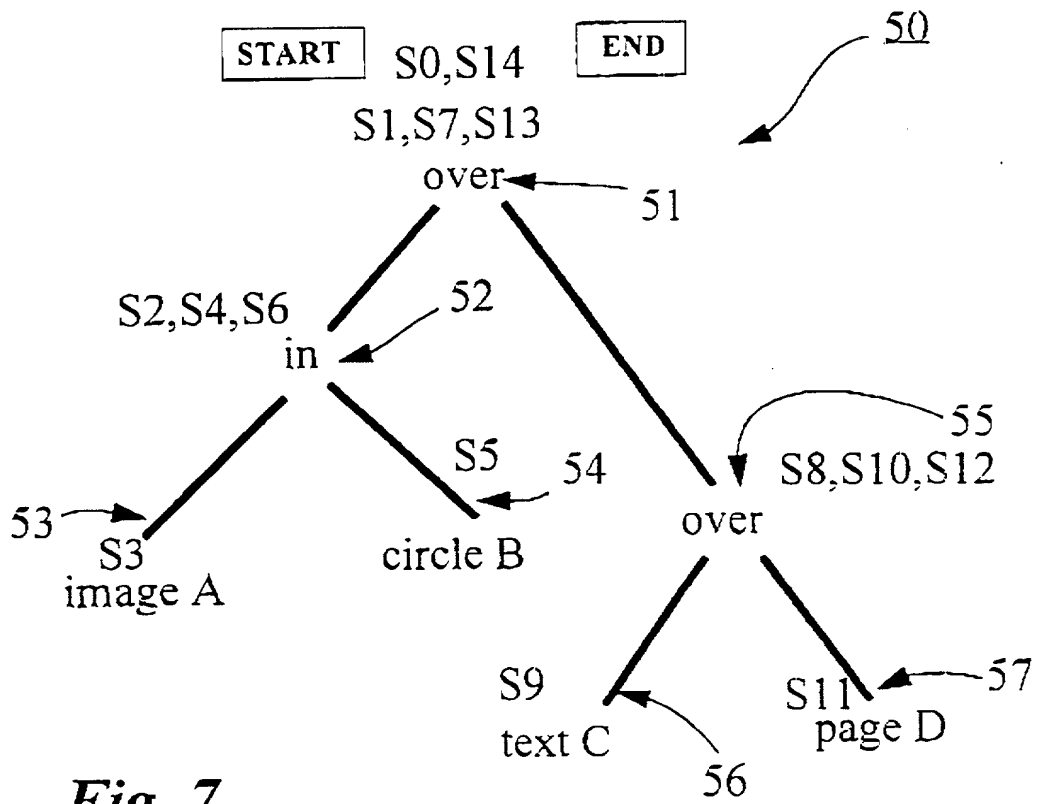 50
START S0,S14 END
S1,S7,S13
over
51
S2,S4,S6
52
in
55
S5
54
S8,S10,S12
53
over
S3
circle B
image A
S9
S11
57
text C
page D
56
Fig. 7